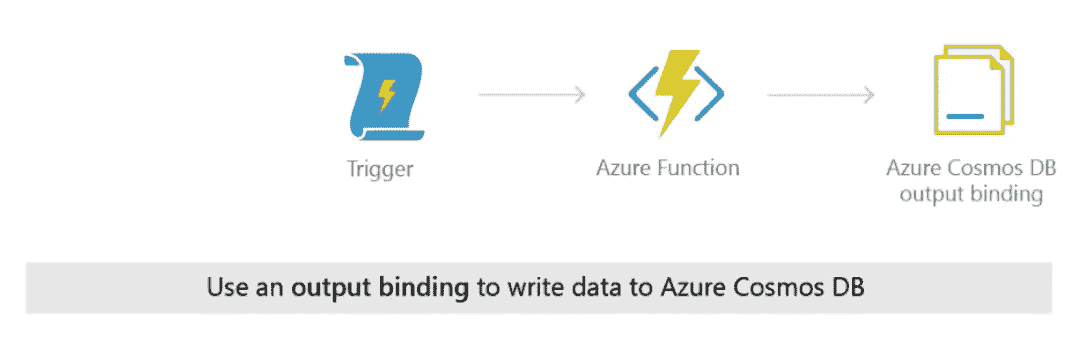 Trigger
Azure Function
Azure Cosmos DB
output binding
Use an output binding to write data to Azure Cosmos DB